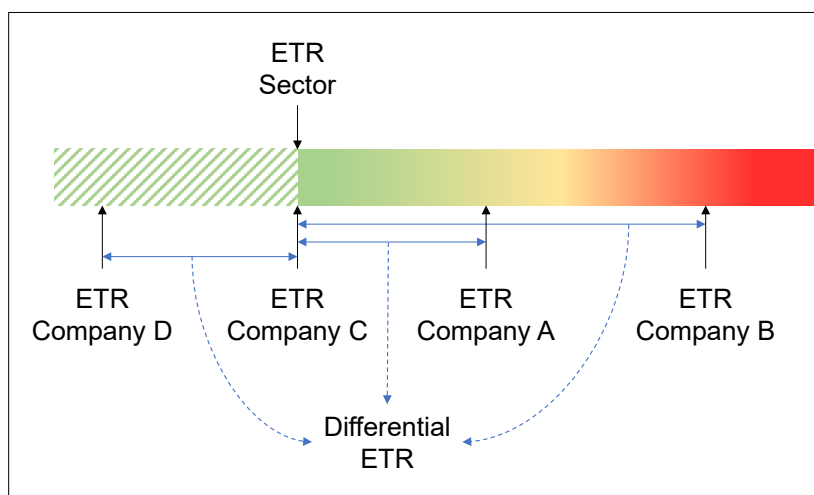 ETR
Sector
ETR
Company D
ETR
Company C
ETR
Company A
ETR
Company B
Differential
ETR